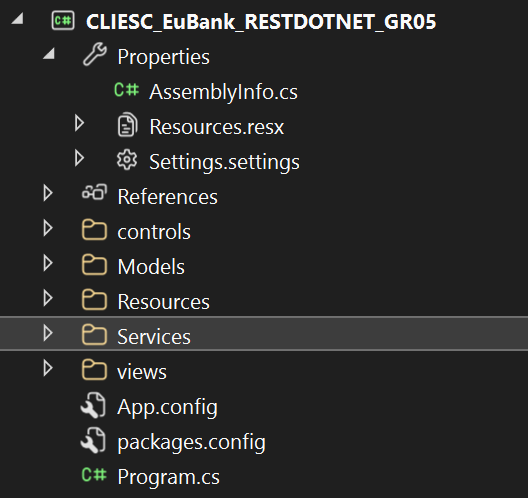 C# CLIESC_EuBank_RESTDOTNET_GR05
Properties
C# AssemblyInfo.cs
Resources.resx
Settings.settings
References
controls
Models
Resources
Services
views
App.config
packages.config
C# Program.cs